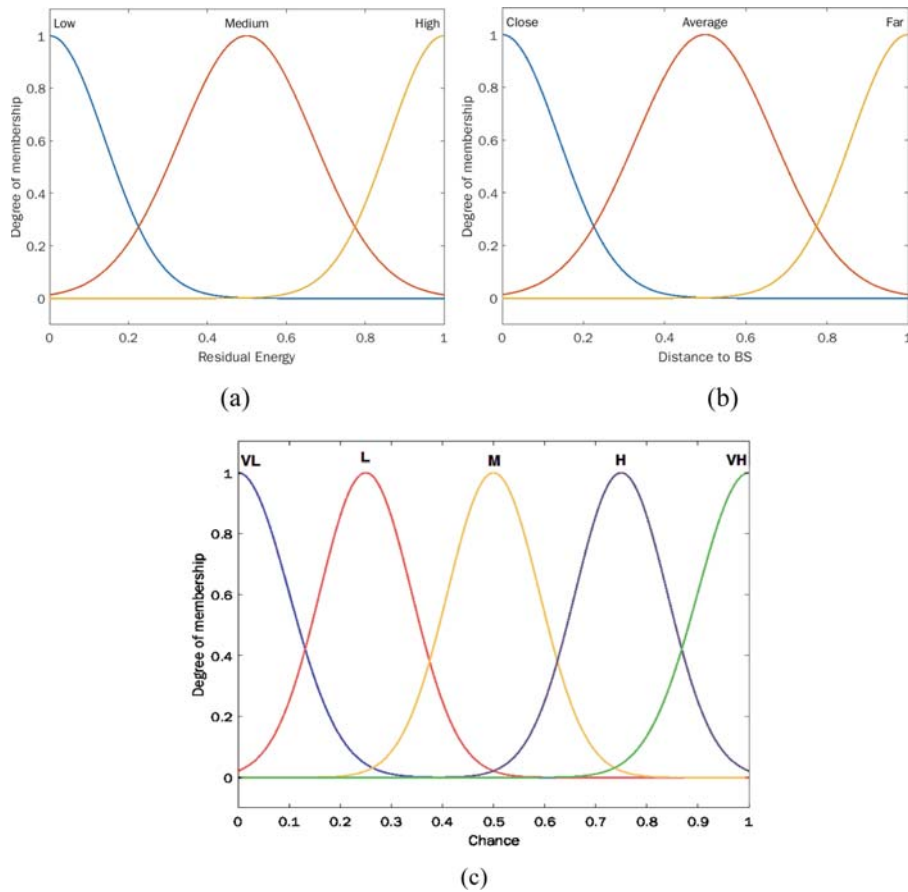 Low Medium High
1
0.8
0.6
0.4
0.2
0
Degree of membership
0 0.2 0.4 0.6 0.8 1
Residual Energy
(a)
Close Average Far
1
0.8
0.6
0.4
0.2
0
Degree of membership
0 0.2 0.4 0.6 0.8 1
Distance to BS
(b)
VL L M H VH
1
0.8
0.6
0.4
0.2
0
Degree of membership
0 0.1 0.2 0.3 0.4 0.5 0.6 0.7 0.8 0.9 1
Chance
(c)